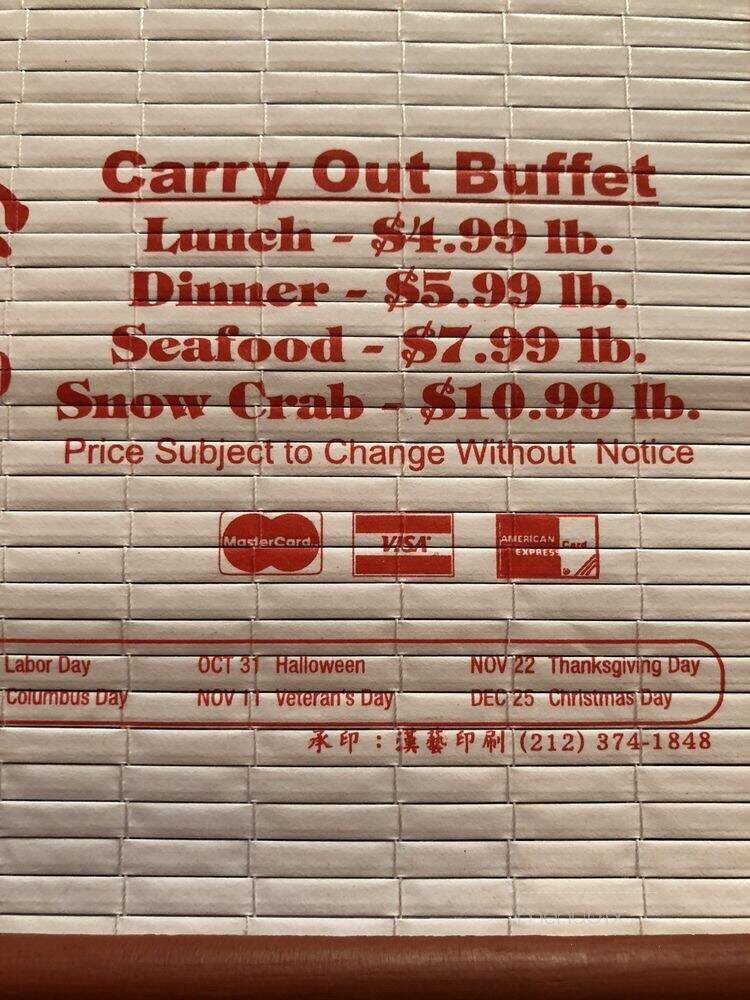 Carry Out Buffet
Lunch - $4.99 lb.
Dinner - $5.99 lb.
Seafood - $7.99 lb.
Snow Crab - $10.99 lb.
Price Subject to Change Without Notice
MasterCard VISA AMERICAN EXPRESS Card
Labor Day OCT 31 Halloween NOV 22 Thanksgiving Day
Columbus Day NOV 11 Veteran's Day DEC 25 Christmas Day
承印：漢藝印刷 (212) 374-1848